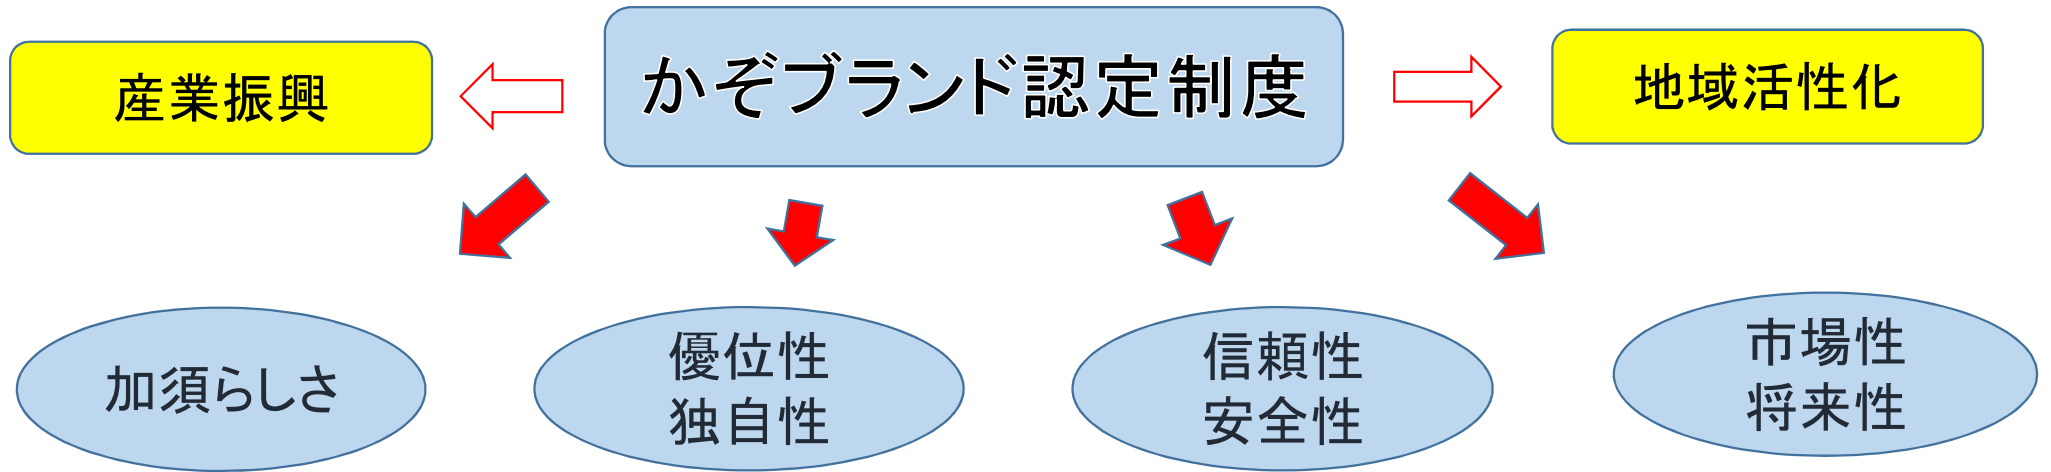 産業振興
かぞブランド認定制度
地域活性化
加須らしさ
優位性
独自性
信頼性
安全性
市場性
将来性